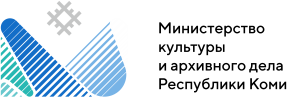 Министерство
культуры
и архивного дела
Республики Коми